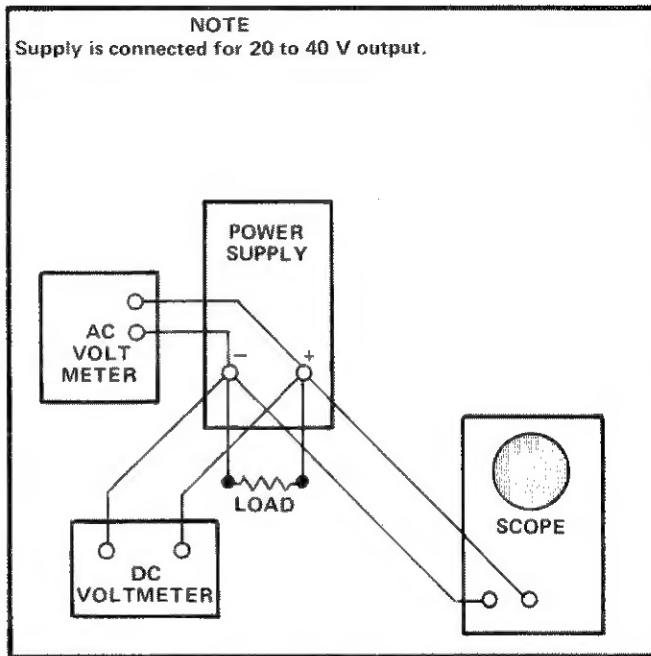 NOTE
Supply is connected for 20 to 40 V output.
POWER
SUPPLY
AC
VOLT
METER
− +
LOAD
SCOPE
DC
VOLTMETER